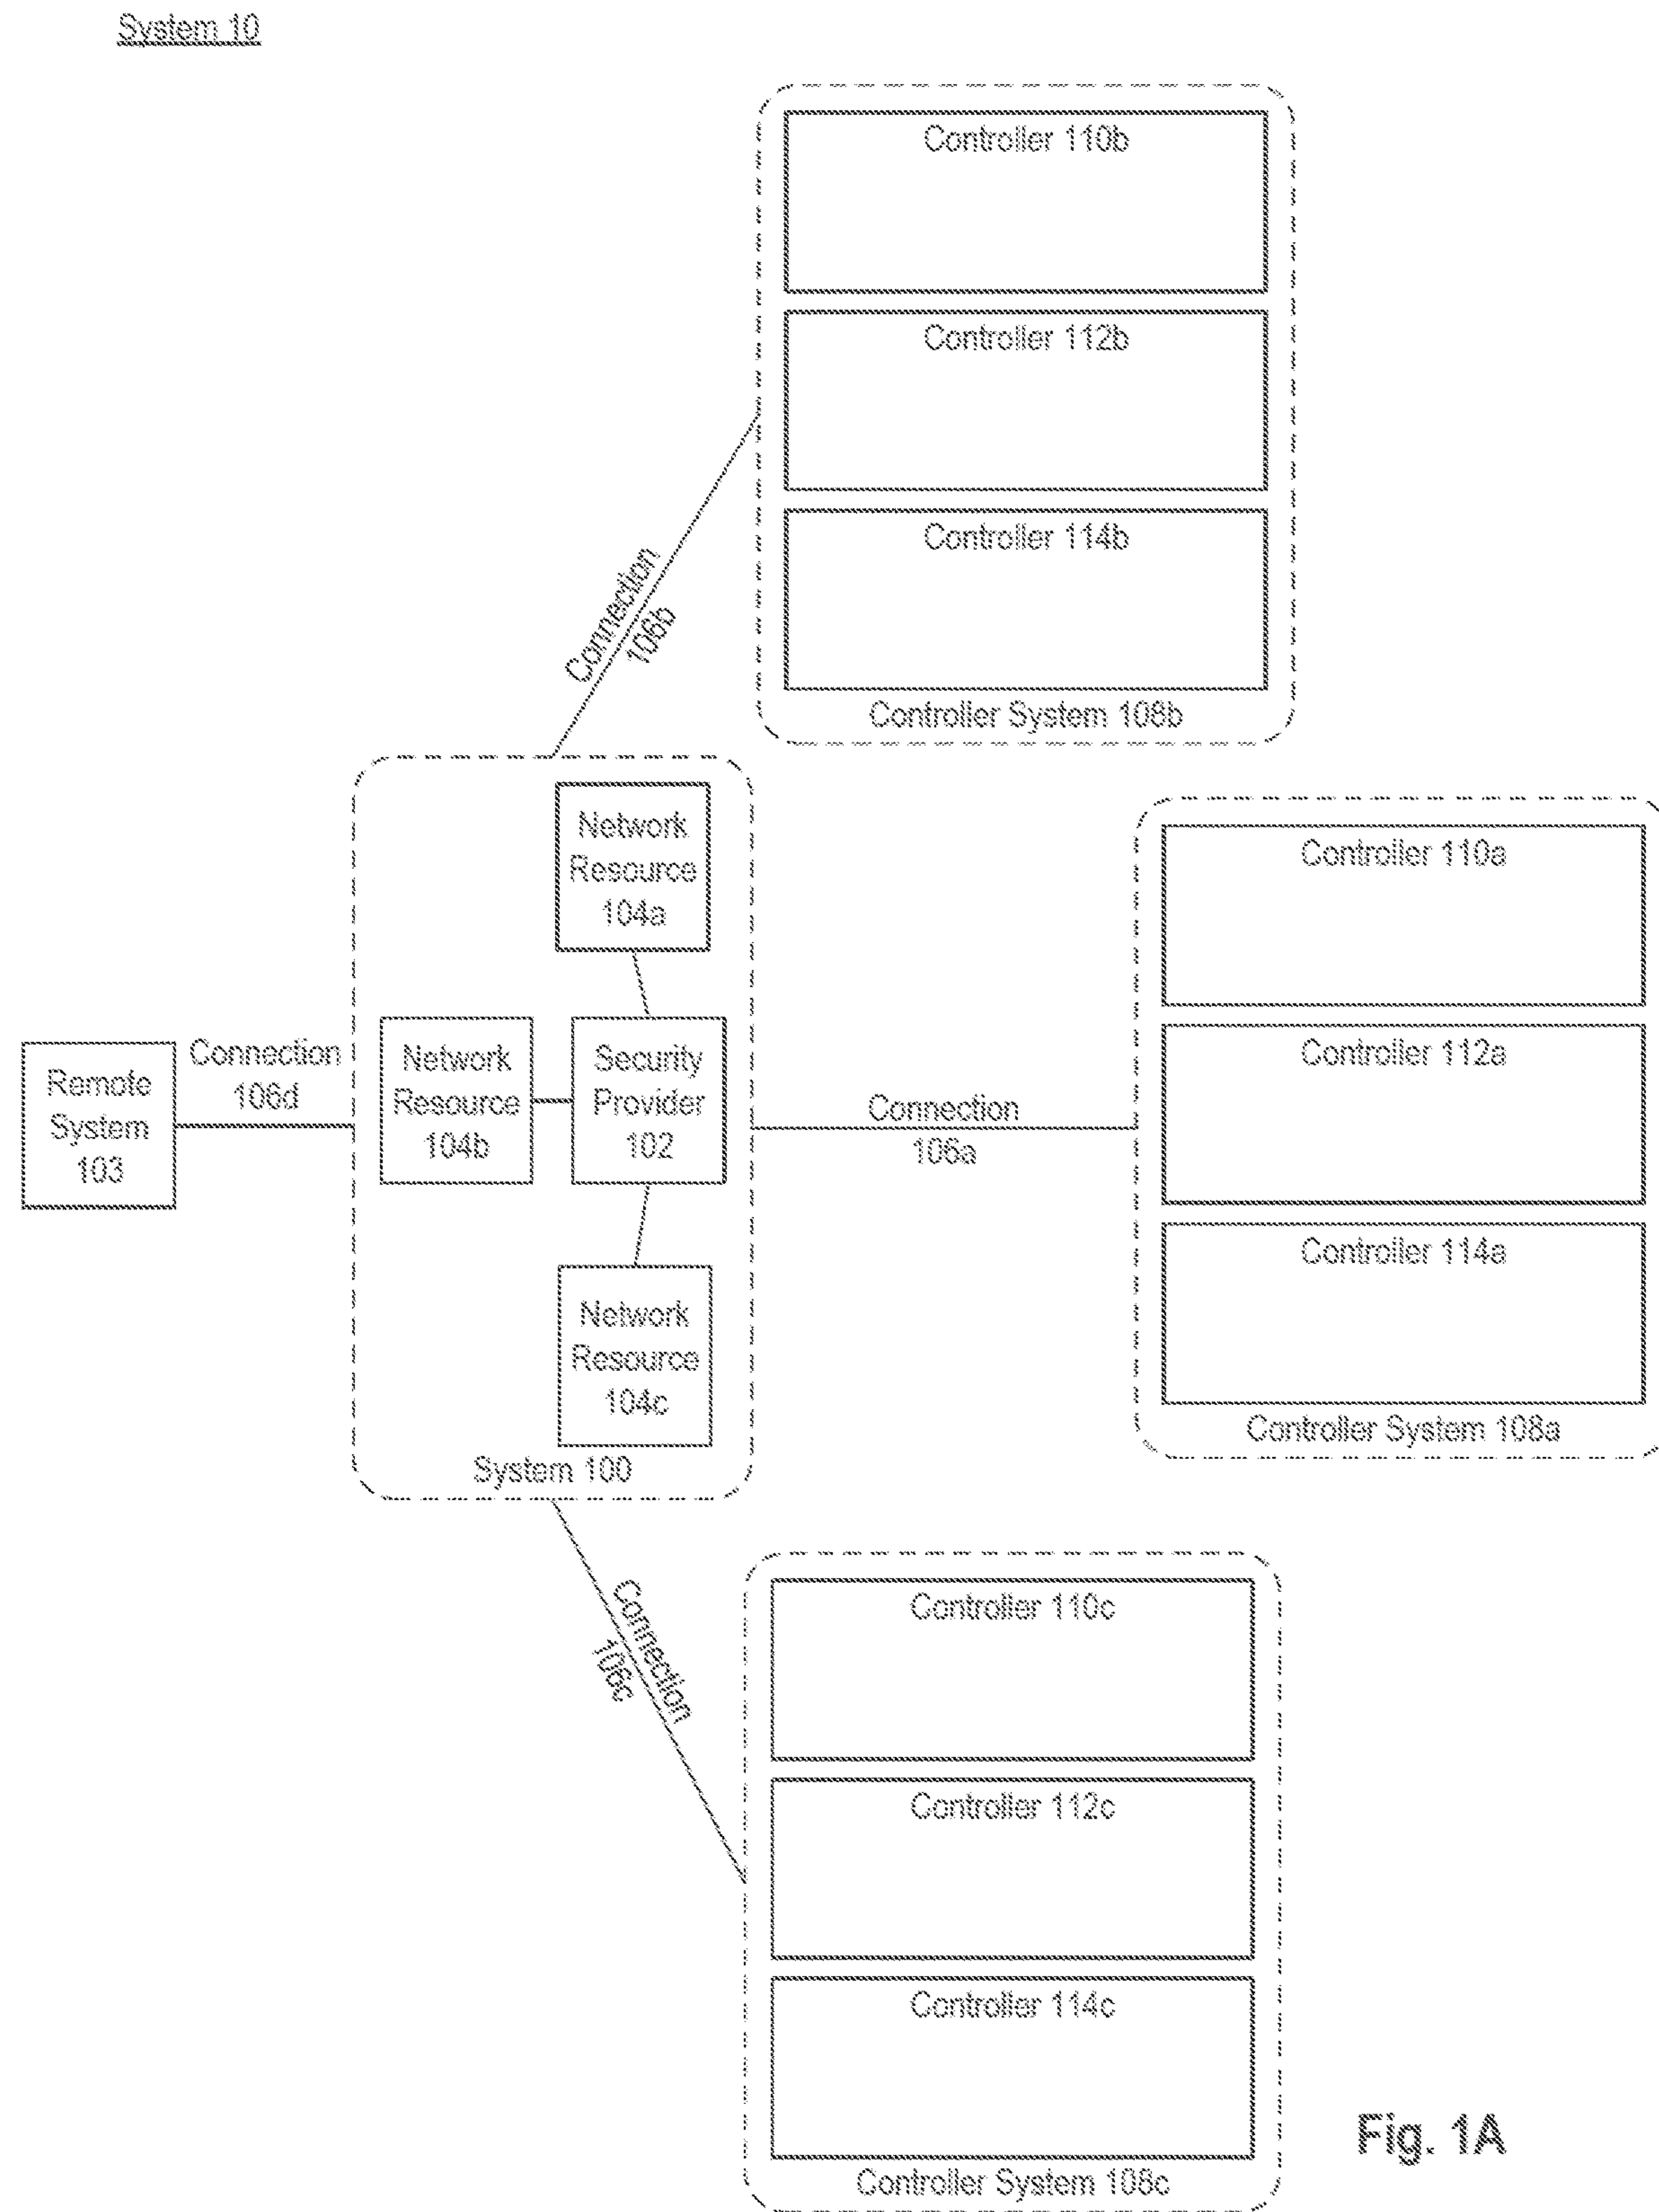 System 10
Controller 110b
Controller 112b
Controller 114b
Controller System 108b
Connection
106b
Network
Resource
104a
Controller 110a
Controller 112a
Controller 114a
Controller System 108a
Remote
System
103
Connection
106d
Network
Resource
104b
Security
Provider
102
Connection
106a
Network
Resource
104c
System 100
Connection
106c
Controller 110c
Controller 112c
Controller 114c
Controller System 108c
Fig. 1A